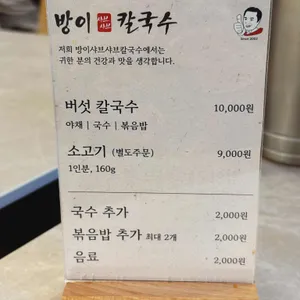 방이 샤브샤브 칼국수
저희 방이샤브샤브칼국수에서는
귀한 분의 건강과 맛을 생각합니다.
버섯 칼국수 10,000원
야채 | 국수 | 볶음밥
소고기 (별도주문) 9,000원
1인분, 160g
국수 추가 2,000원
볶음밥 추가 최대 2개 2,000원
음료 2,000원